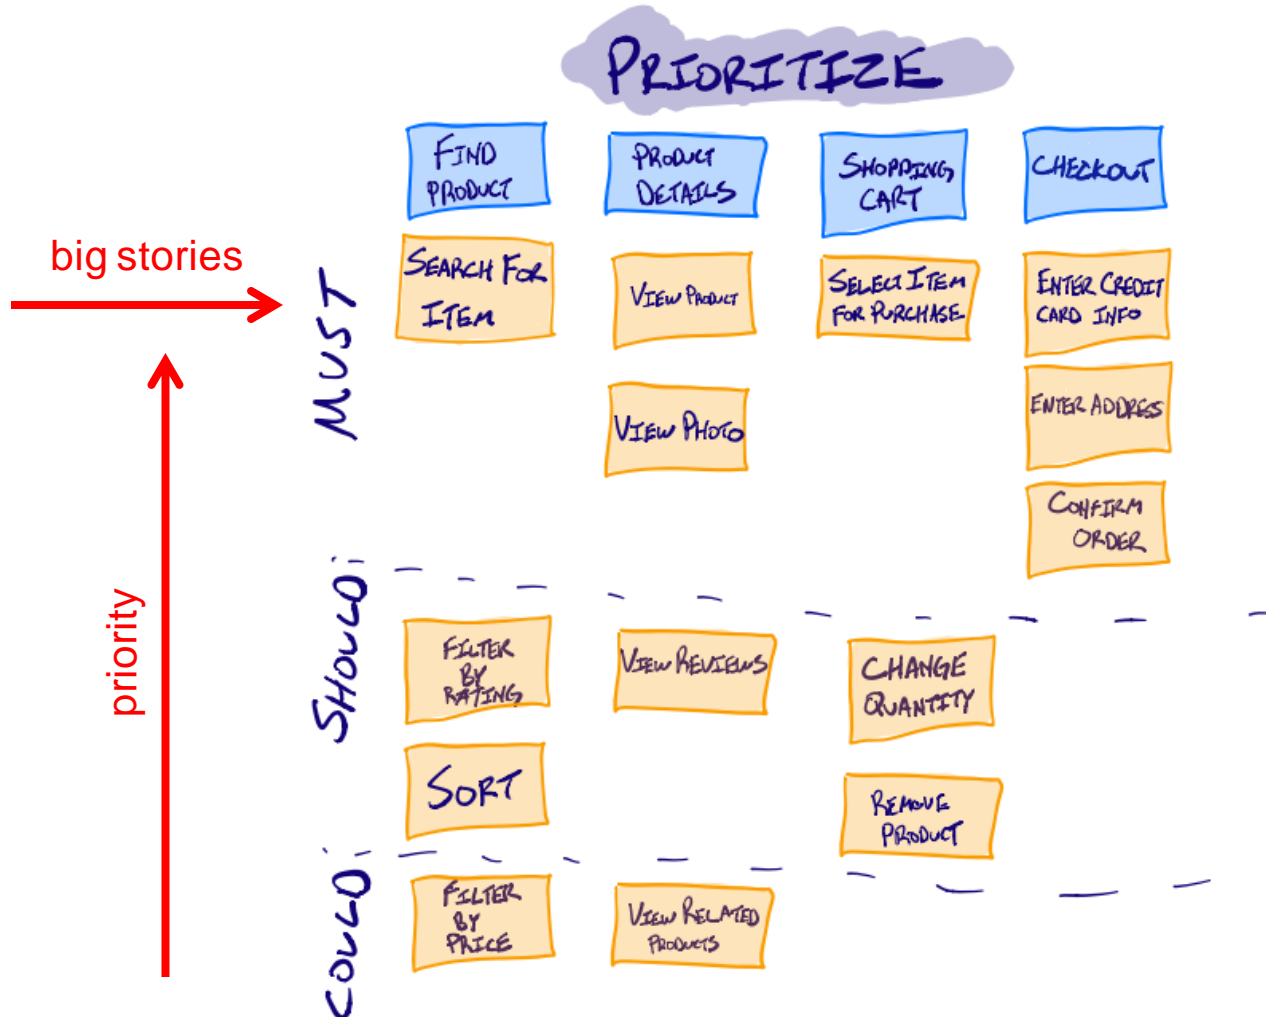 PRIORITIZE
FIND
PRODUCT
PRODUCT
DETAILS
SHOPPING
CART
CHECKOUT
big stories
MUST
SEARCH FOR
ITEM
VIEW PRODUCT
SELECT ITEM
FOR PURCHASE
ENTER CREDIT
CARD INFO
VIEW PHOTO
ENTER ADDRESS
CONFIRM
ORDER
priority
SHOULD
FILTER
BY
RATING
VIEW REVIEWS
CHANGE
QUANTITY
SORT
REMOVE
PRODUCT
COULD
FILTER
BY
PRICE
VIEW RELATED
PRODUCTS